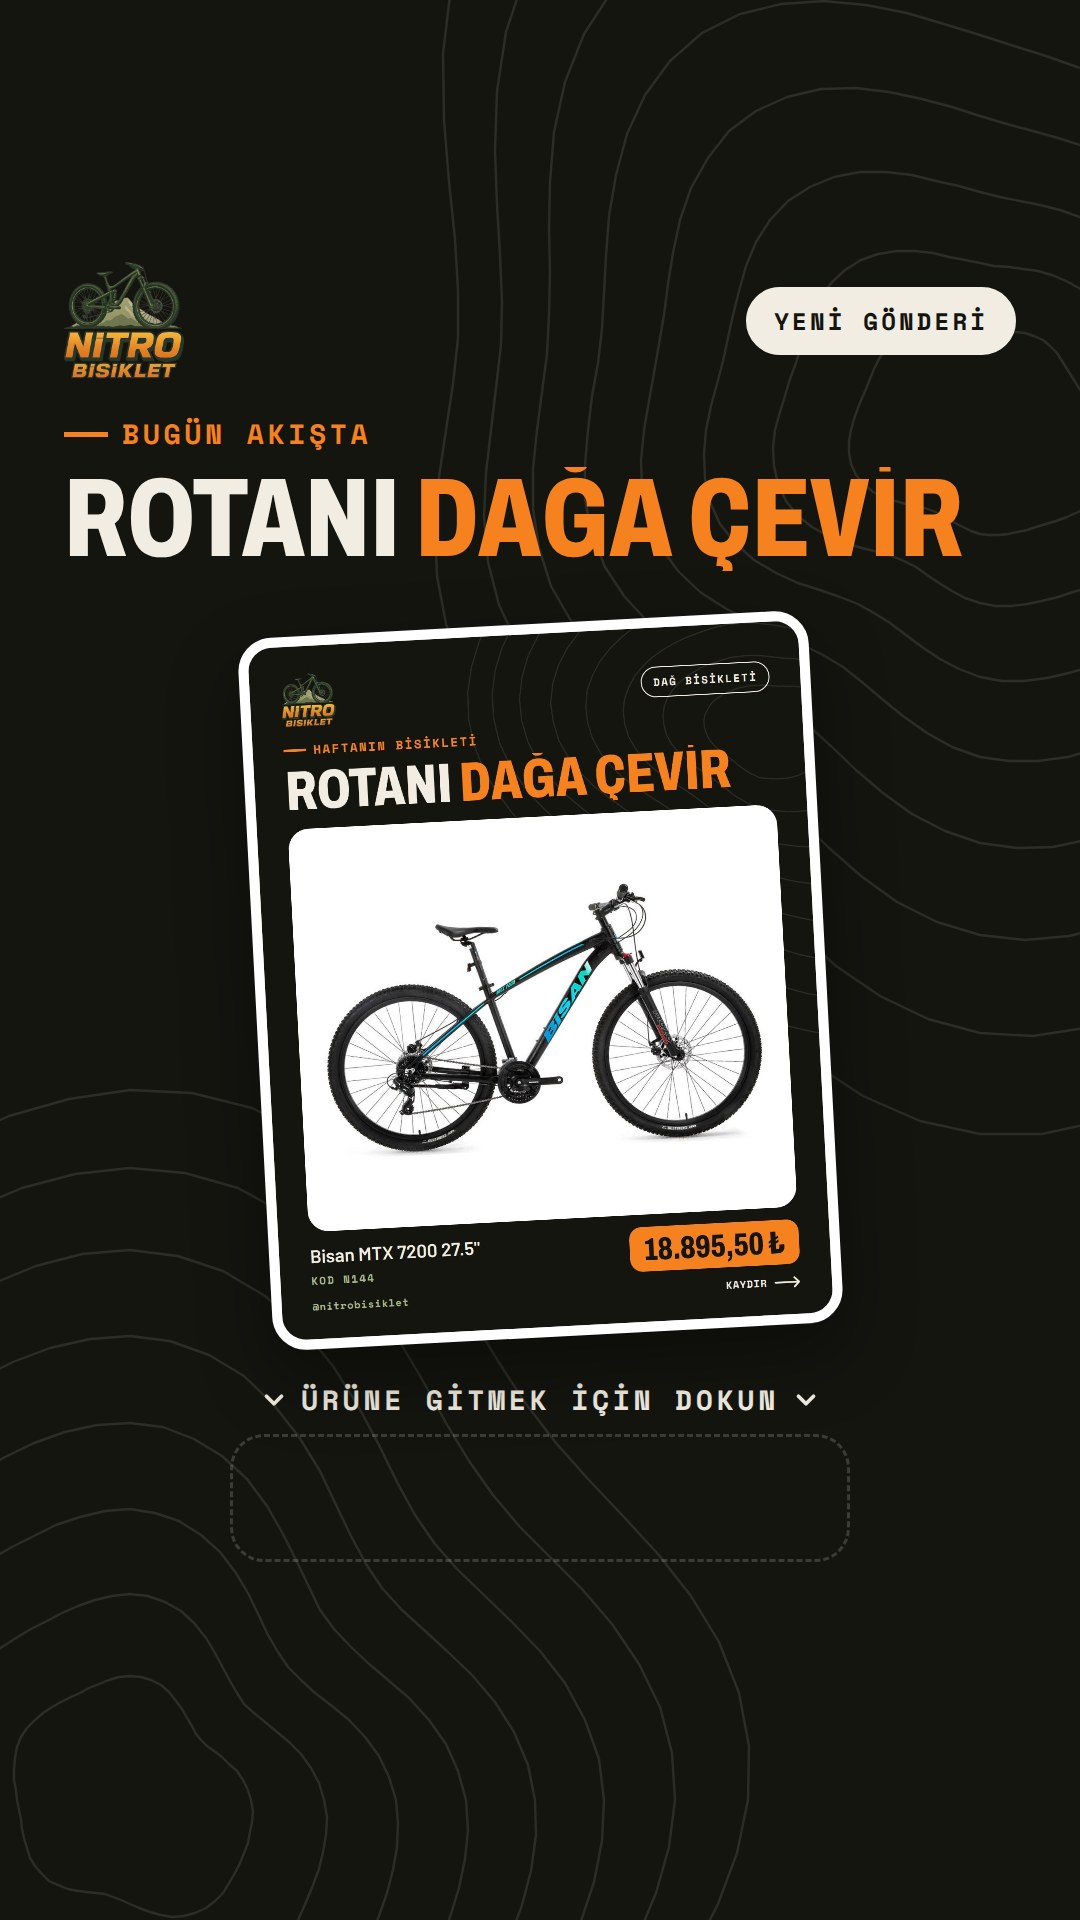 NiTRO
BiSiKLET
YENİ GÖNDERİ
BUGÜN AKIŞTA
ROTANI DAĞA ÇEVİR
NiTRO
BiSiKLET
DAĞ BİSİKLETİ
HAFTANIN BİSİKLETİ
ROTANI DAĞA ÇEVİR
BISAN
Bisan MTX 7200 27.5"
18.895,50 ₺
KOD N144
KAYDIR
@nitrobisiklet
ÜRÜNE GİTMEK İÇİN DOKUN